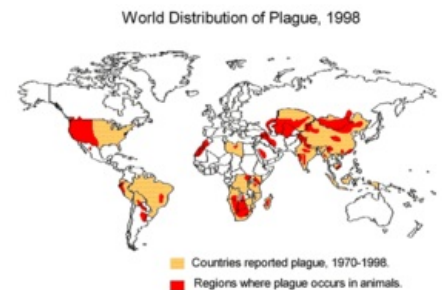 World Distribution of Plague, 1998
Countries reported plague, 1970-1998.
Regions where plague occurs in animals.